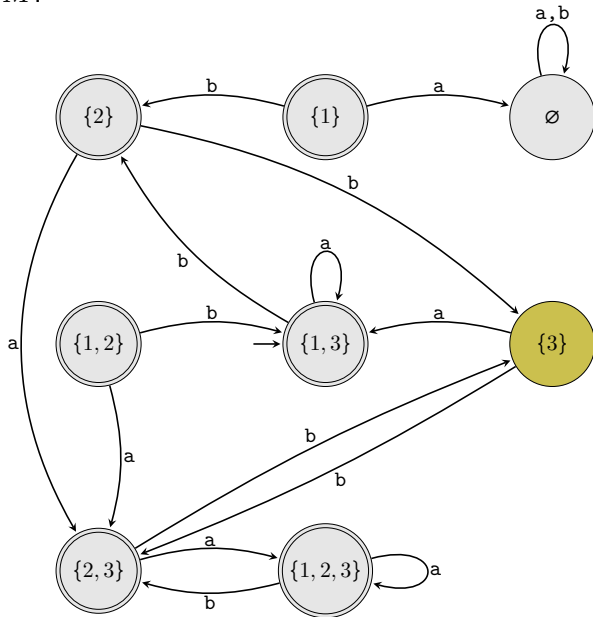 M.
a,b
b
a
{2}
{1}
∅
b
b
a
a
b
a
{1, 2}
{1, 3}
{3}
a
b
b
a
a
{2, 3}
{1, 2, 3}
b